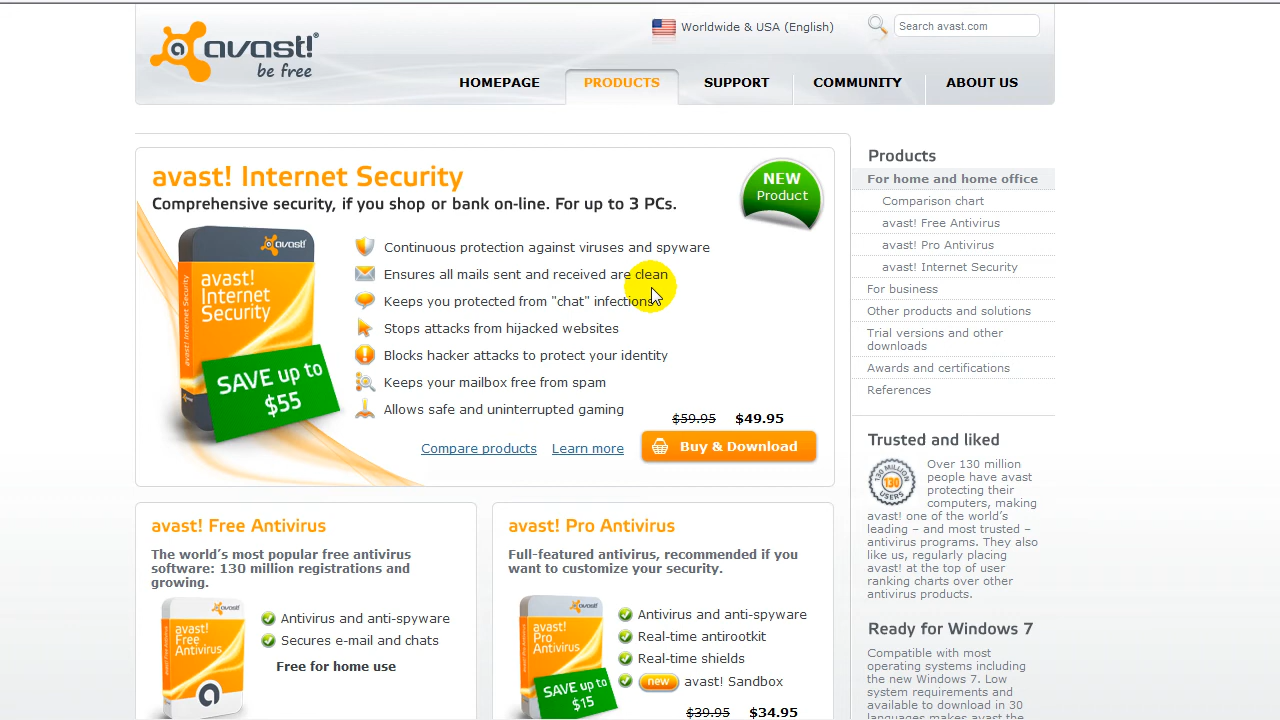 avast!®
be free
Worldwide & USA (English)
Search avast.com
HOMEPAGE
PRODUCTS
SUPPORT
COMMUNITY
ABOUT US
avast! Internet Security
Comprehensive security, if you shop or bank on-line. For up to 3 PCs.
NEW
Product
avast!
avast!
Internet
Security
avast! Internet Security
SAVE up to
$55
Continuous protection against viruses and spyware
Ensures all mails sent and received are clean
Keeps you protected from "chat" infections
Stops attacks from hijacked websites
Blocks hacker attacks to protect your identity
Keeps your mailbox free from spam
Allows safe and uninterrupted gaming
$59.95 $49.95
Compare products
Learn more
Buy & Download
avast! Free Antivirus
The world's most popular free antivirus
software: 130 million registrations and
growing.
avast!
avast!
Free
Antivirus
Antivirus and anti-spyware
Secures e-mail and chats
Free for home use
avast! Pro Antivirus
Full-featured antivirus, recommended if you
want to customize your security.
avast!
avast!
Pro
Antivirus
SAVE up to
$15
Antivirus and anti-spyware
Real-time antirootkit
Real-time shields
new avast! Sandbox
$39.95 $34.95
Products
For home and home office
Comparison chart
avast! Free Antivirus
avast! Pro Antivirus
avast! Internet Security
For business
Other products and solutions
Trial versions and other
downloads
Awards and certifications
References
Trusted and liked
130 MILLION
130
USERS
Over 130 million
people have avast
protecting their
computers, making
avast! one of the world's
leading – and most trusted –
antivirus programs. They also
like us, regularly placing
avast! at the top of user
ranking charts over other
antivirus products.
Ready for Windows 7
Compatible with most
operating systems including
the new Windows 7. Low
system requirements and
available to download in 30
languages makes avast! the